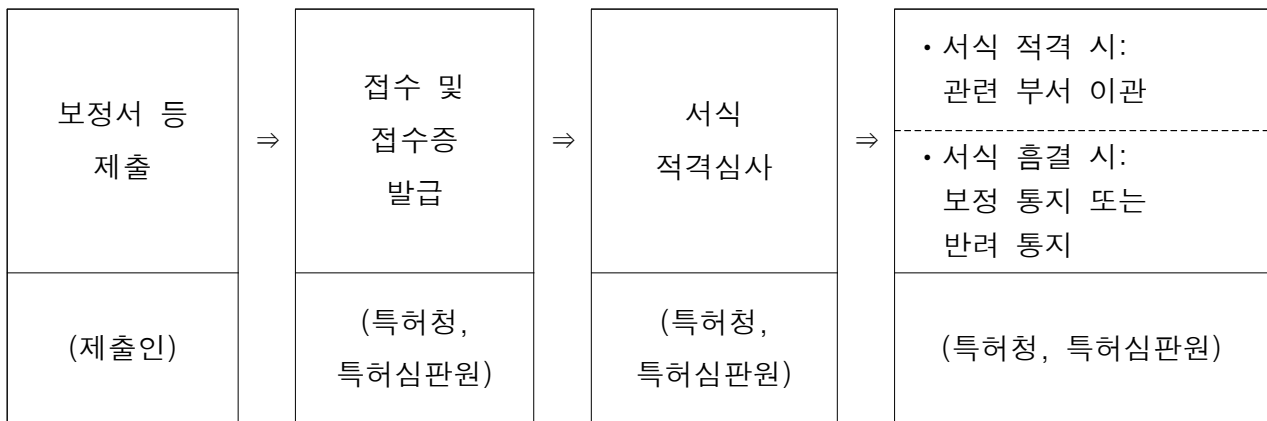 보정서 등
제출
(제출인)
⇒
접수 및
접수증
발급
(특허청,
특허심판원)
⇒
서식
적격심사
(특허청,
특허심판원)
⇒
• 서식 적격 시:
관련 부서 이관
• 서식 흠결 시:
보정 통지 또는
반려 통지
(특허청, 특허심판원)